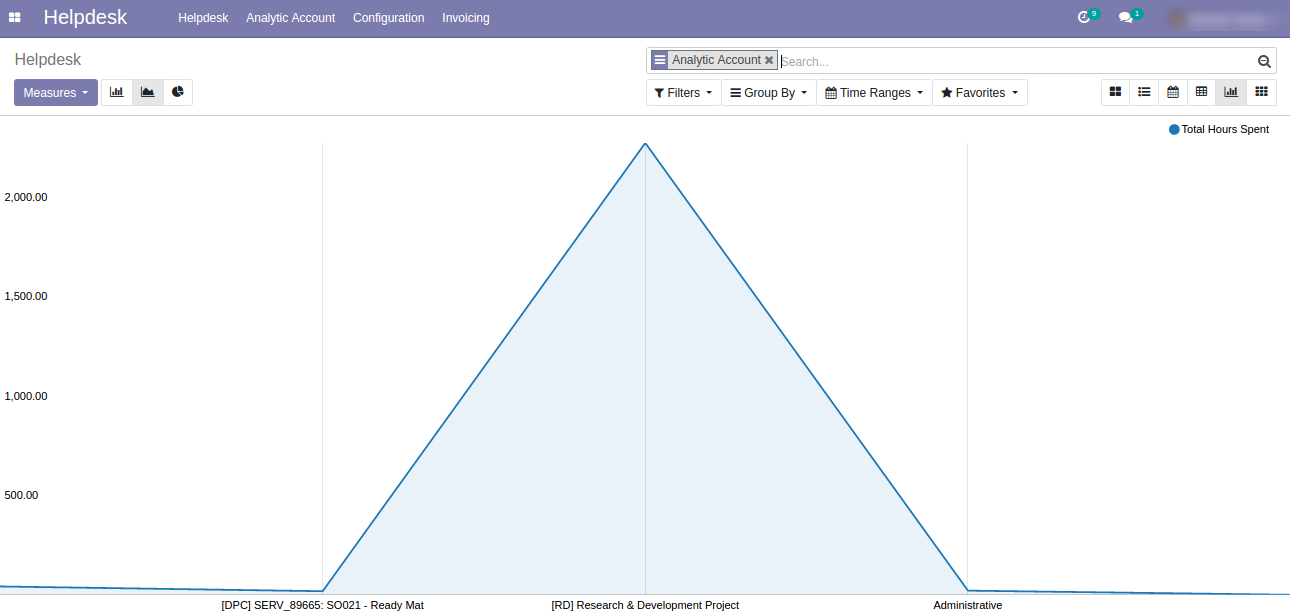 Helpdesk Helpdesk Analytic Account Configuration Invoicing 9 1
Helpdesk Analytic Account Search...
Measures Filters Group By Time Ranges Favorites
Total Hours Spent
2,000.00
1,500.00
1,000.00
500.00
[DPC] SERV_89665: SO021 - Ready Mat [RD] Research & Development Project Administrative